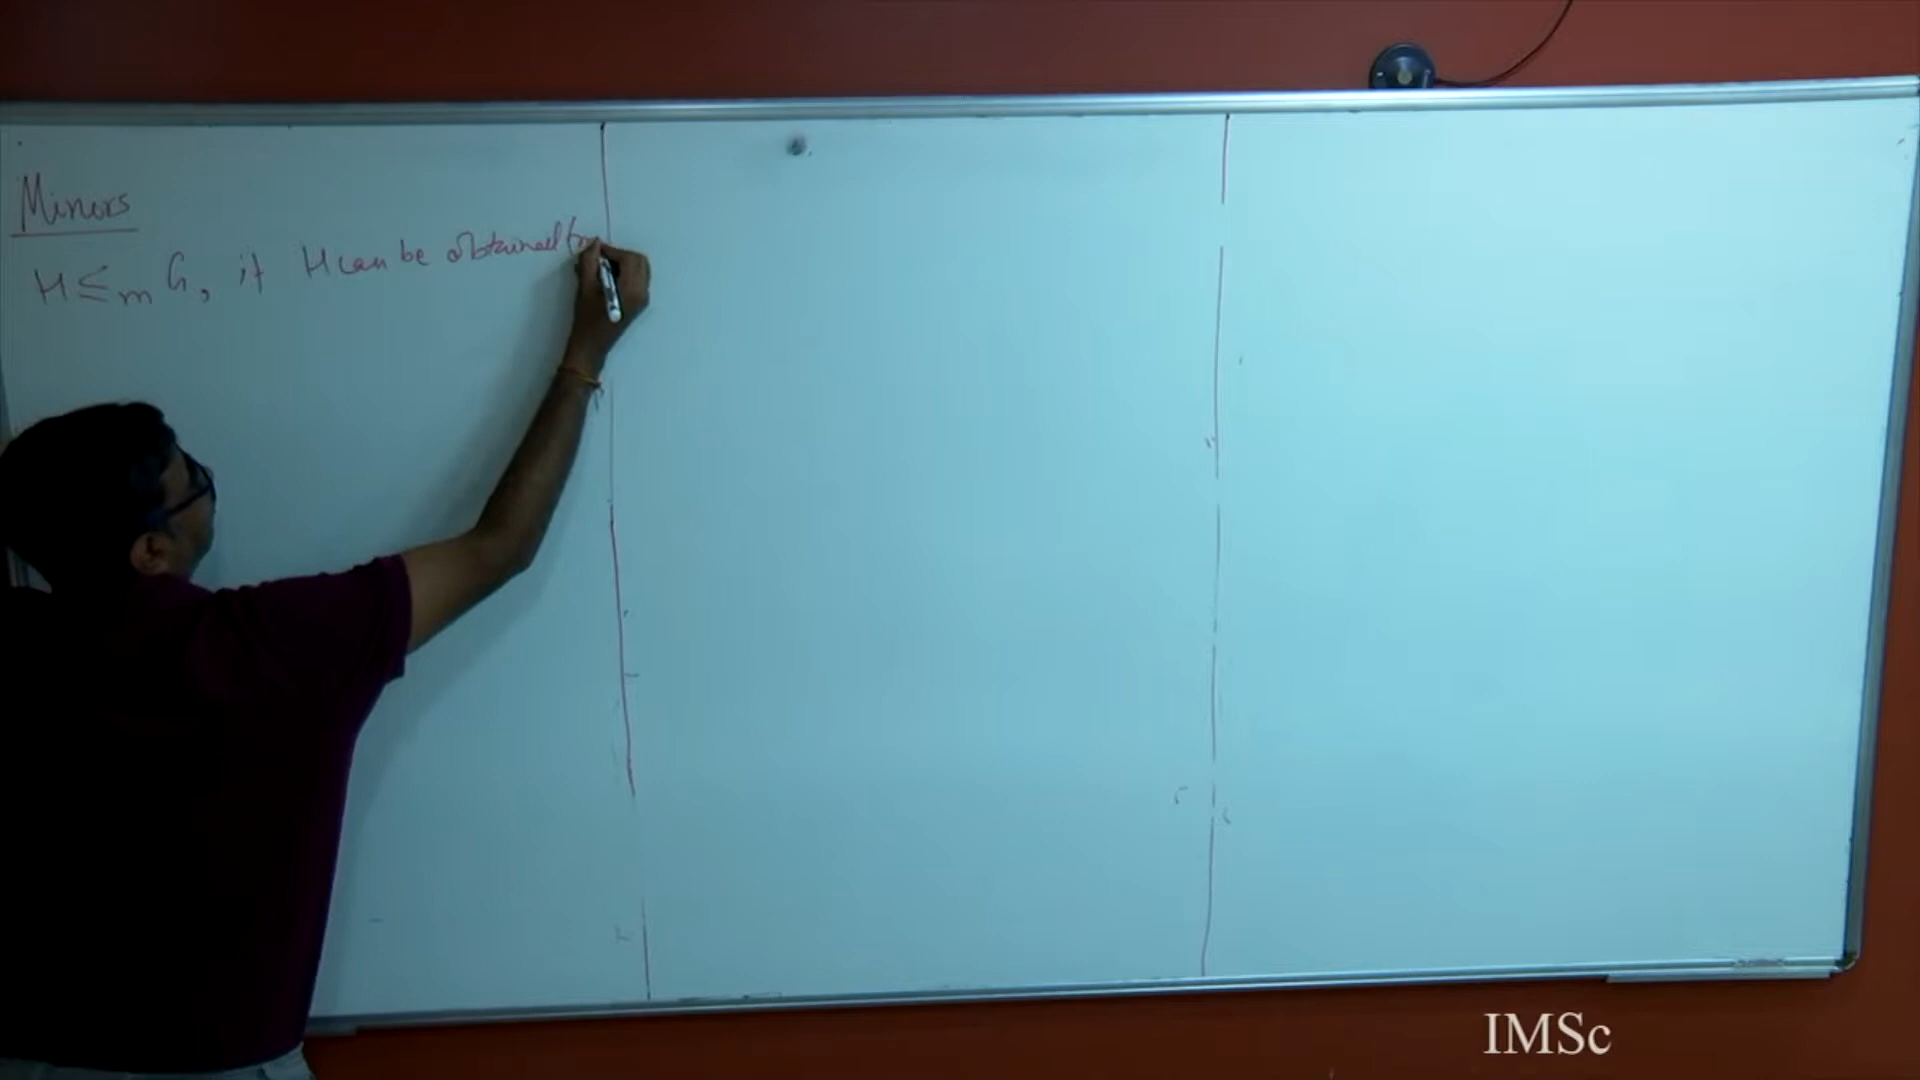 Minors
H ≤m G, if H can be obtained
IMSc